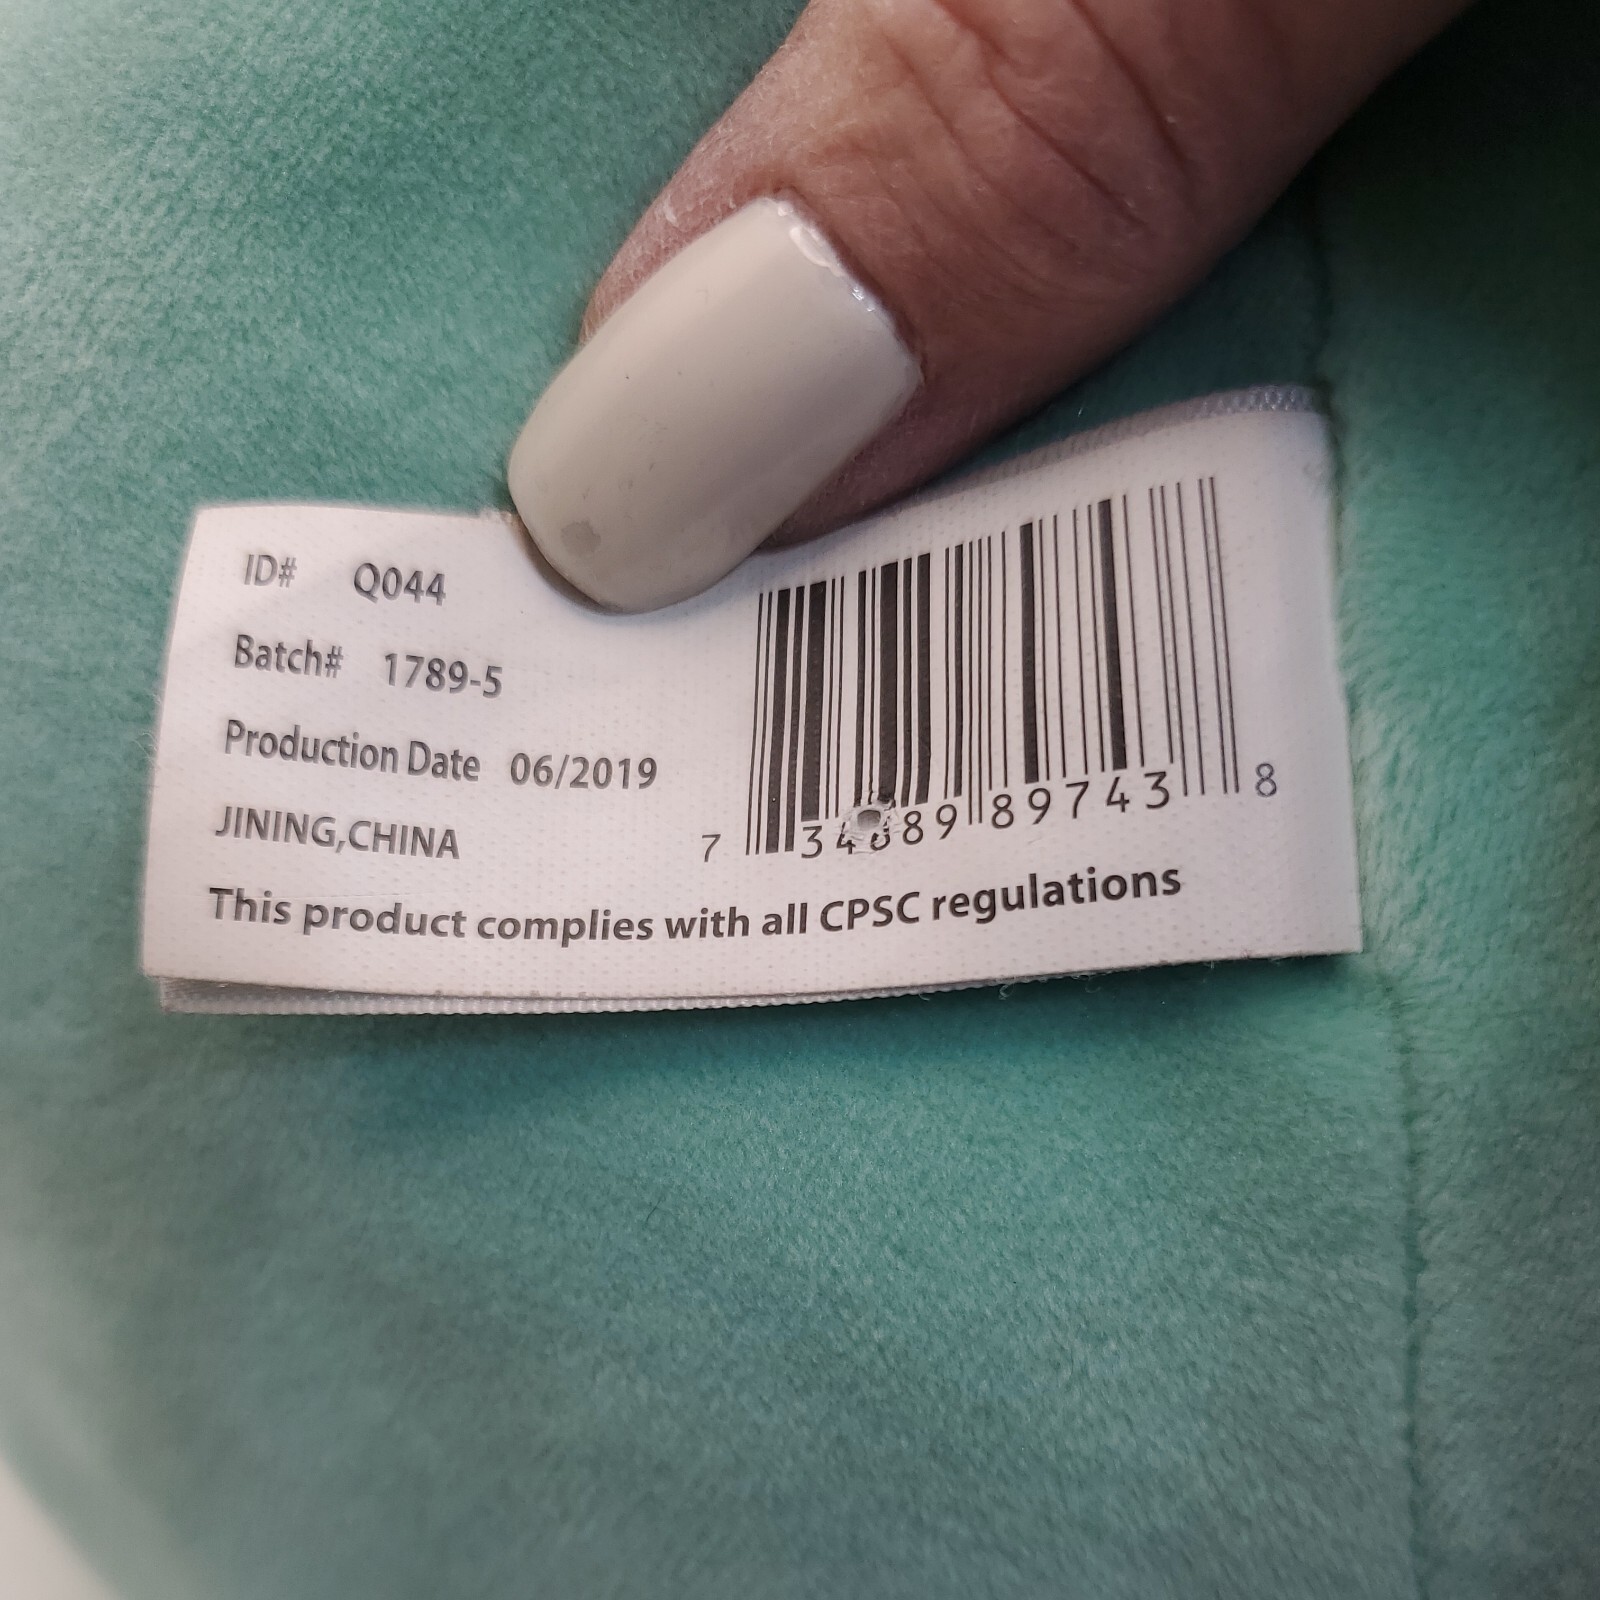 ID# Q044
Batch# 1789-5
Production Date 06/2019
JINING,CHINA
7 34689 89743 8
This product complies with all CPSC regulations